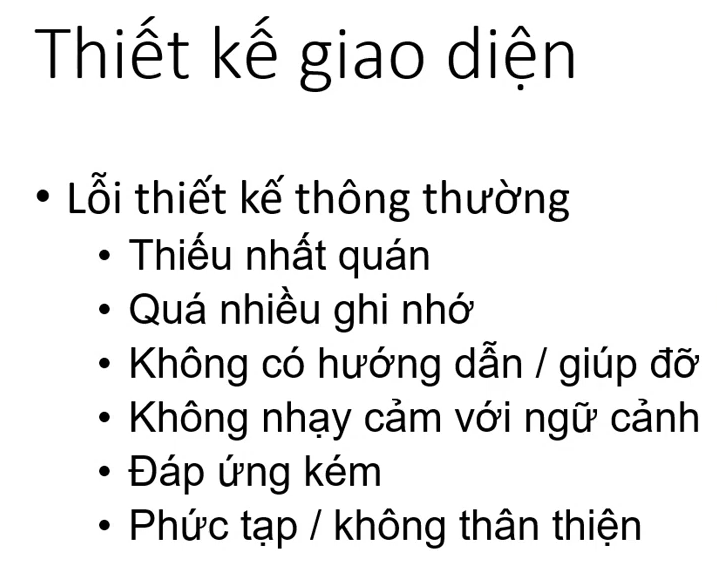 Thiết kế giao diện
• Lỗi thiết kế thông thường
• Thiếu nhất quán
• Quá nhiều ghi nhớ
• Không có hướng dẫn / giúp đỡ
• Không nhạy cảm với ngữ cảnh
• Đáp ứng kém
• Phức tạp / không thân thiện